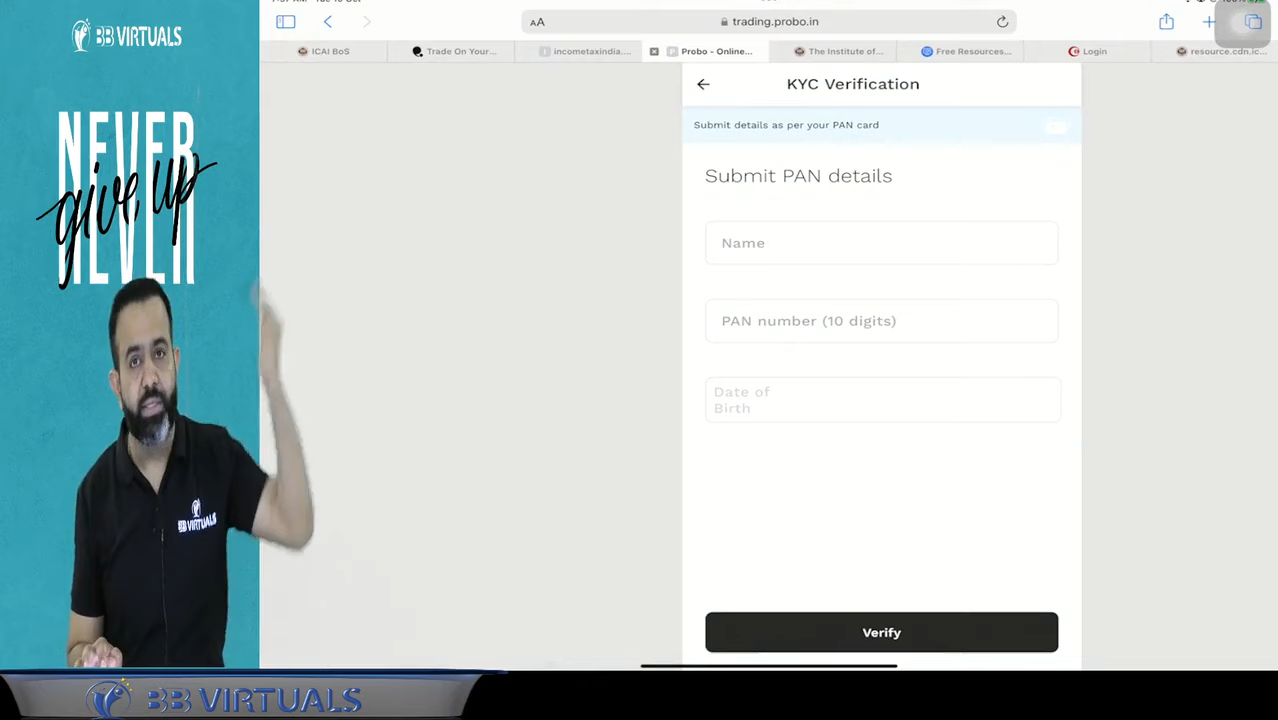 BB VIRTUALS
NEVER
give up
NEVER
BB VIRTUALS
trading.probo.in
AA
ICAI BoS
Trade On Your...
incometaxindia....
Probo - Online...
The Institute of...
Free Resources...
Login
resource.cdn.ic...
KYC Verification
Submit details as per your PAN card
Submit PAN details
Name
PAN number (10 digits)
Date of
Birth
Verify
BB VIRTUALS